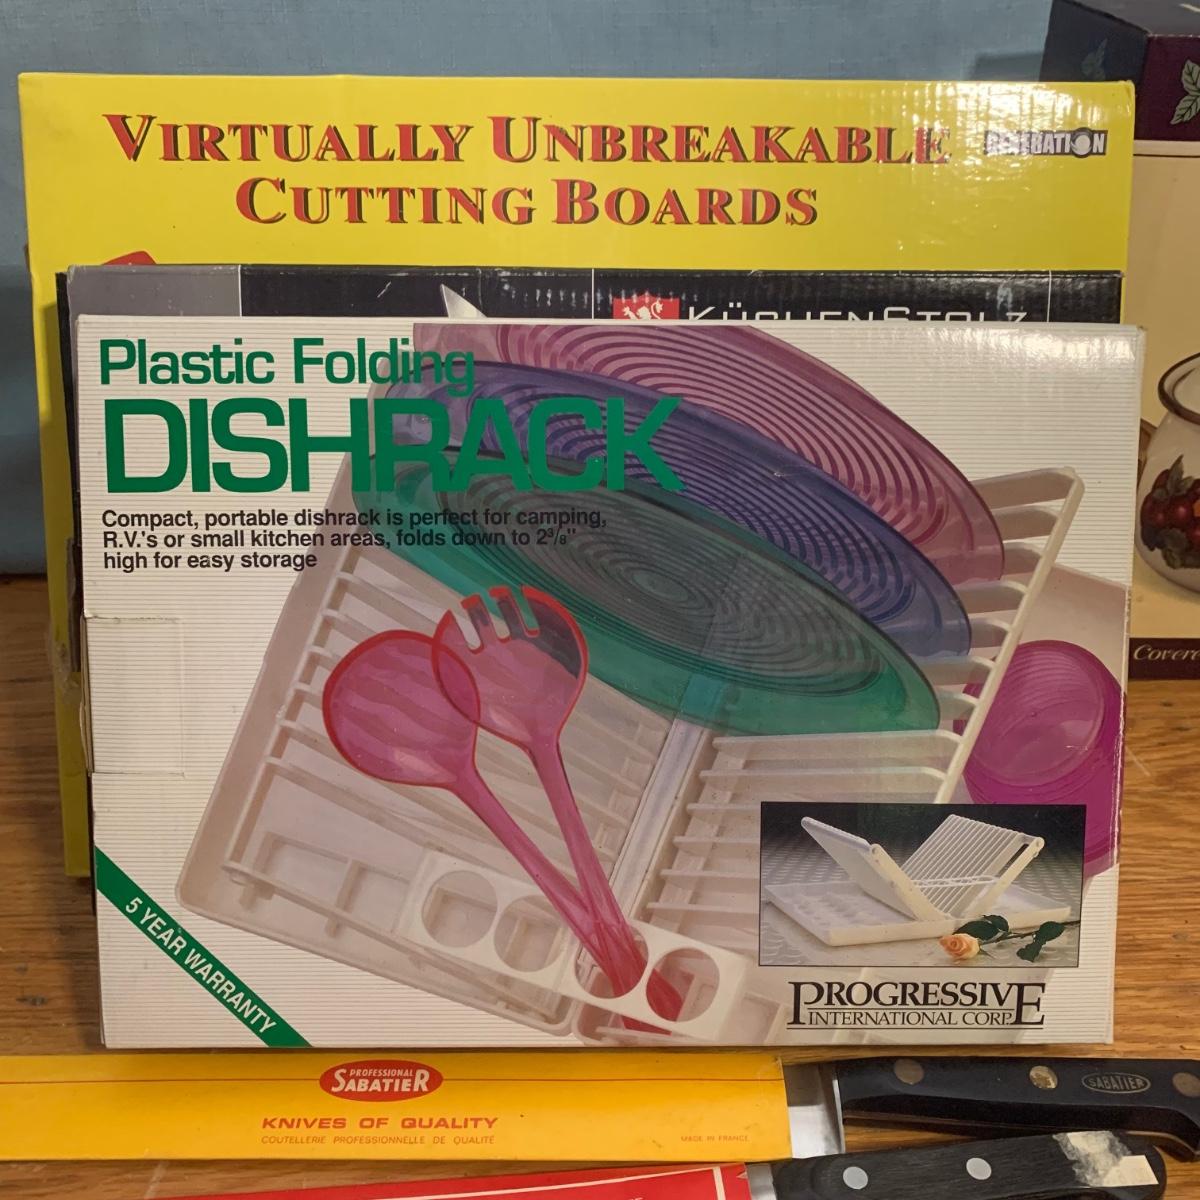 VIRTUALLY UNBREAKABLE
CUTTING BOARDS
KÜCHENSTOLZ
Plastic Folding
DISHRACK
Compact, portable dishrack is perfect for camping,
R.V.'s or small kitchen areas, folds down to 2³/₈"
high for easy storage
Covere
5 YEAR WARRANTY
PROGRESSIVE
INTERNATIONAL CORP.
PROFESSIONAL
SABATIER
KNIVES OF QUALITY
COUTELLERIE PROFESSIONNELLE DE QUALITÉ
MADE IN FRANCE
SABATIER